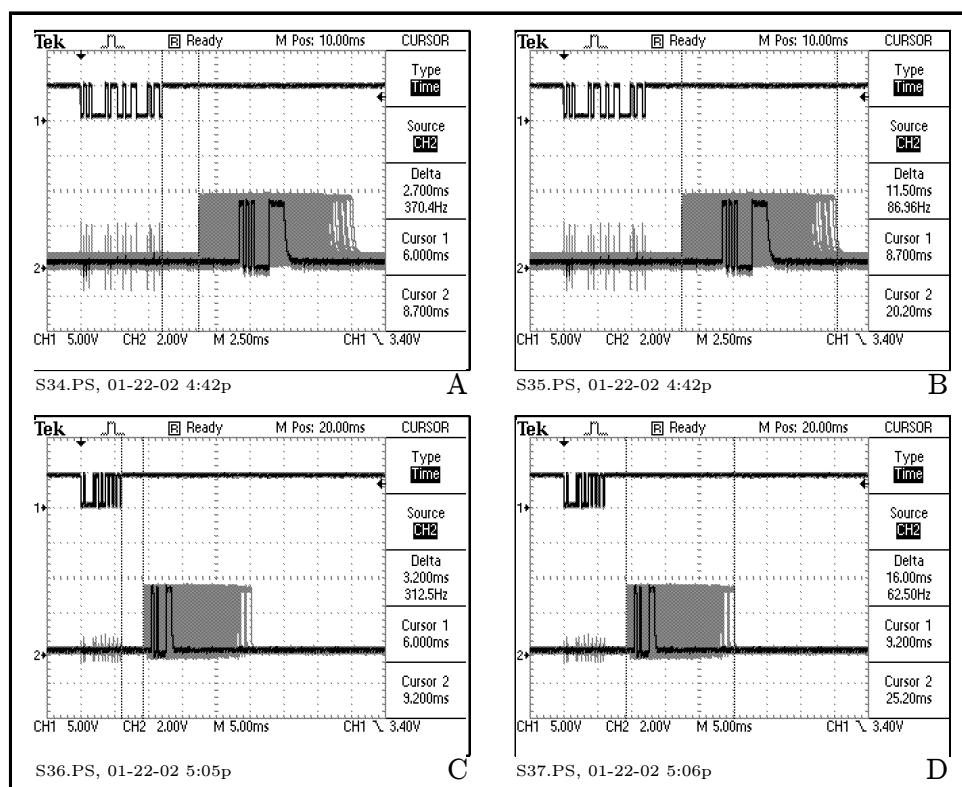 Tek R Ready M Pos: 10.00ms CURSOR
Type
Time
Source
CH2
Delta
2.700ms
370.4Hz
Cursor 1
6.000ms
Cursor 2
8.700ms
1
2
CH1 5.00V CH2 2.00V M 2.50ms CH1 3.40V
S34.PS, 01-22-02 4:42p A
Tek R Ready M Pos: 10.00ms CURSOR
Type
Time
Source
CH2
Delta
11.50ms
86.96Hz
Cursor 1
8.700ms
Cursor 2
20.20ms
1
2
CH1 5.00V CH2 2.00V M 2.50ms CH1 3.40V
S35.PS, 01-22-02 4:42p B
Tek R Ready M Pos: 20.00ms CURSOR
Type
Time
Source
CH2
Delta
3.200ms
312.5Hz
Cursor 1
6.000ms
Cursor 2
9.200ms
1
2
CH1 5.00V CH2 2.00V M 5.00ms CH1 3.40V
S36.PS, 01-22-02 5:05p C
Tek R Ready M Pos: 20.00ms CURSOR
Type
Time
Source
CH2
Delta
16.00ms
62.50Hz
Cursor 1
9.200ms
Cursor 2
25.20ms
1
2
CH1 5.00V CH2 2.00V M 5.00ms CH1 3.40V
S37.PS, 01-22-02 5:06p D